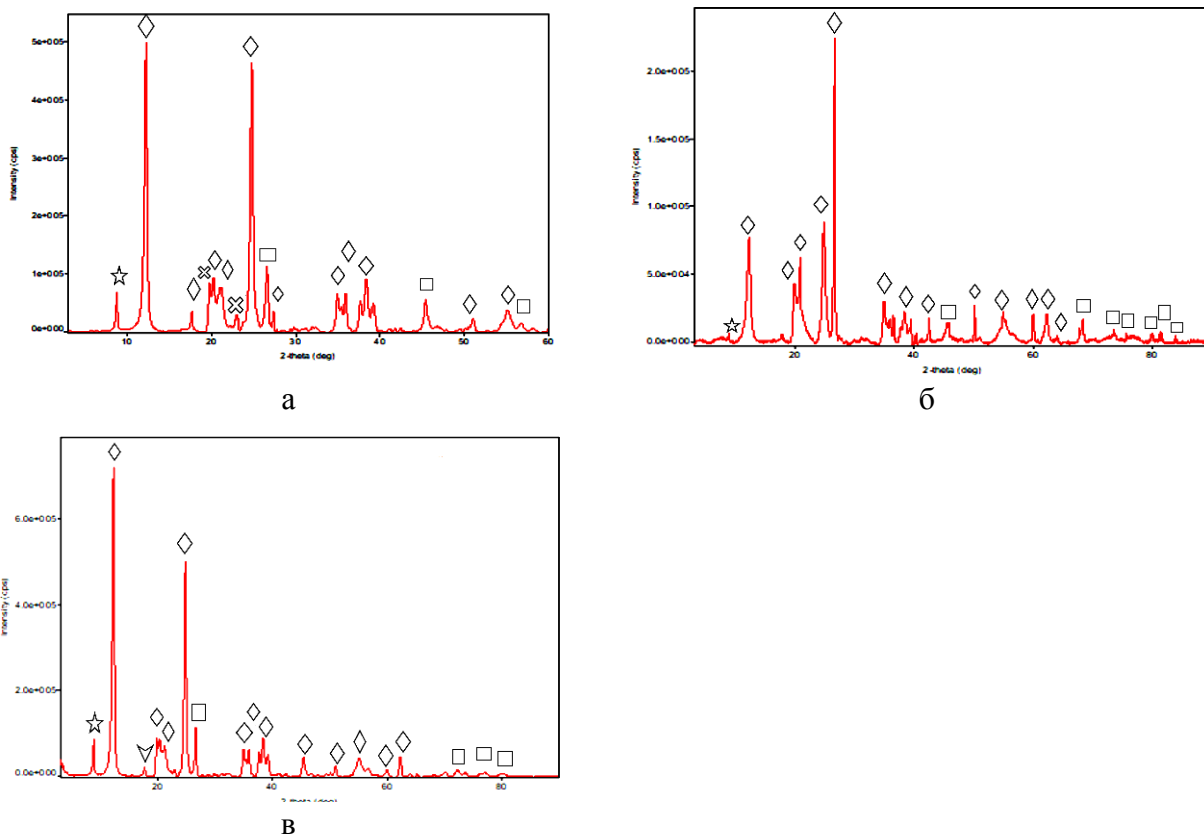 5e+005
4e+005
3e+005
2e+005
1e+005
0e+000
Intensity (cps)
10
20
30
40
50
60
2-theta (deg)
а
2.0e+005
1.5e+005
1.0e+005
5.0e+004
0.0e+000
Intensity (cps)
20
40
60
80
2-theta (deg)
б
6.0e+005
4.0e+005
2.0e+005
0.0e+000
Intensity (cps)
20
40
60
80
2-theta (deg)
в